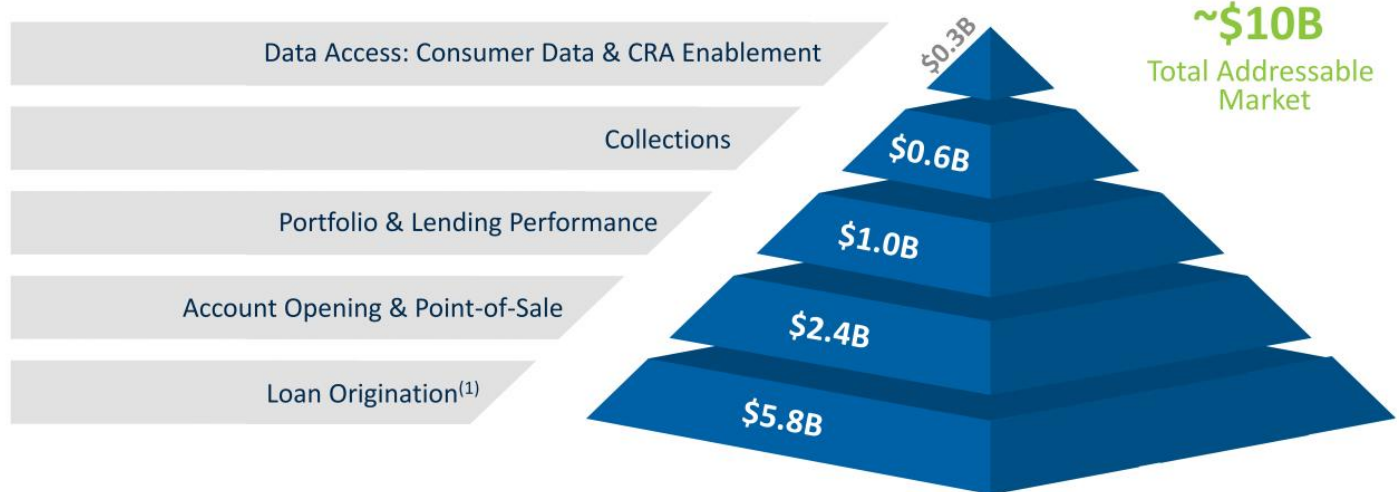 Data Access: Consumer Data & CRA Enablement
$0.3B
~$10B
Total Addressable
Market
Collections
$0.6B
Portfolio & Lending Performance
$1.0B
Account Opening & Point-of-Sale
$2.4B
Loan Origination(1)
$5.8B